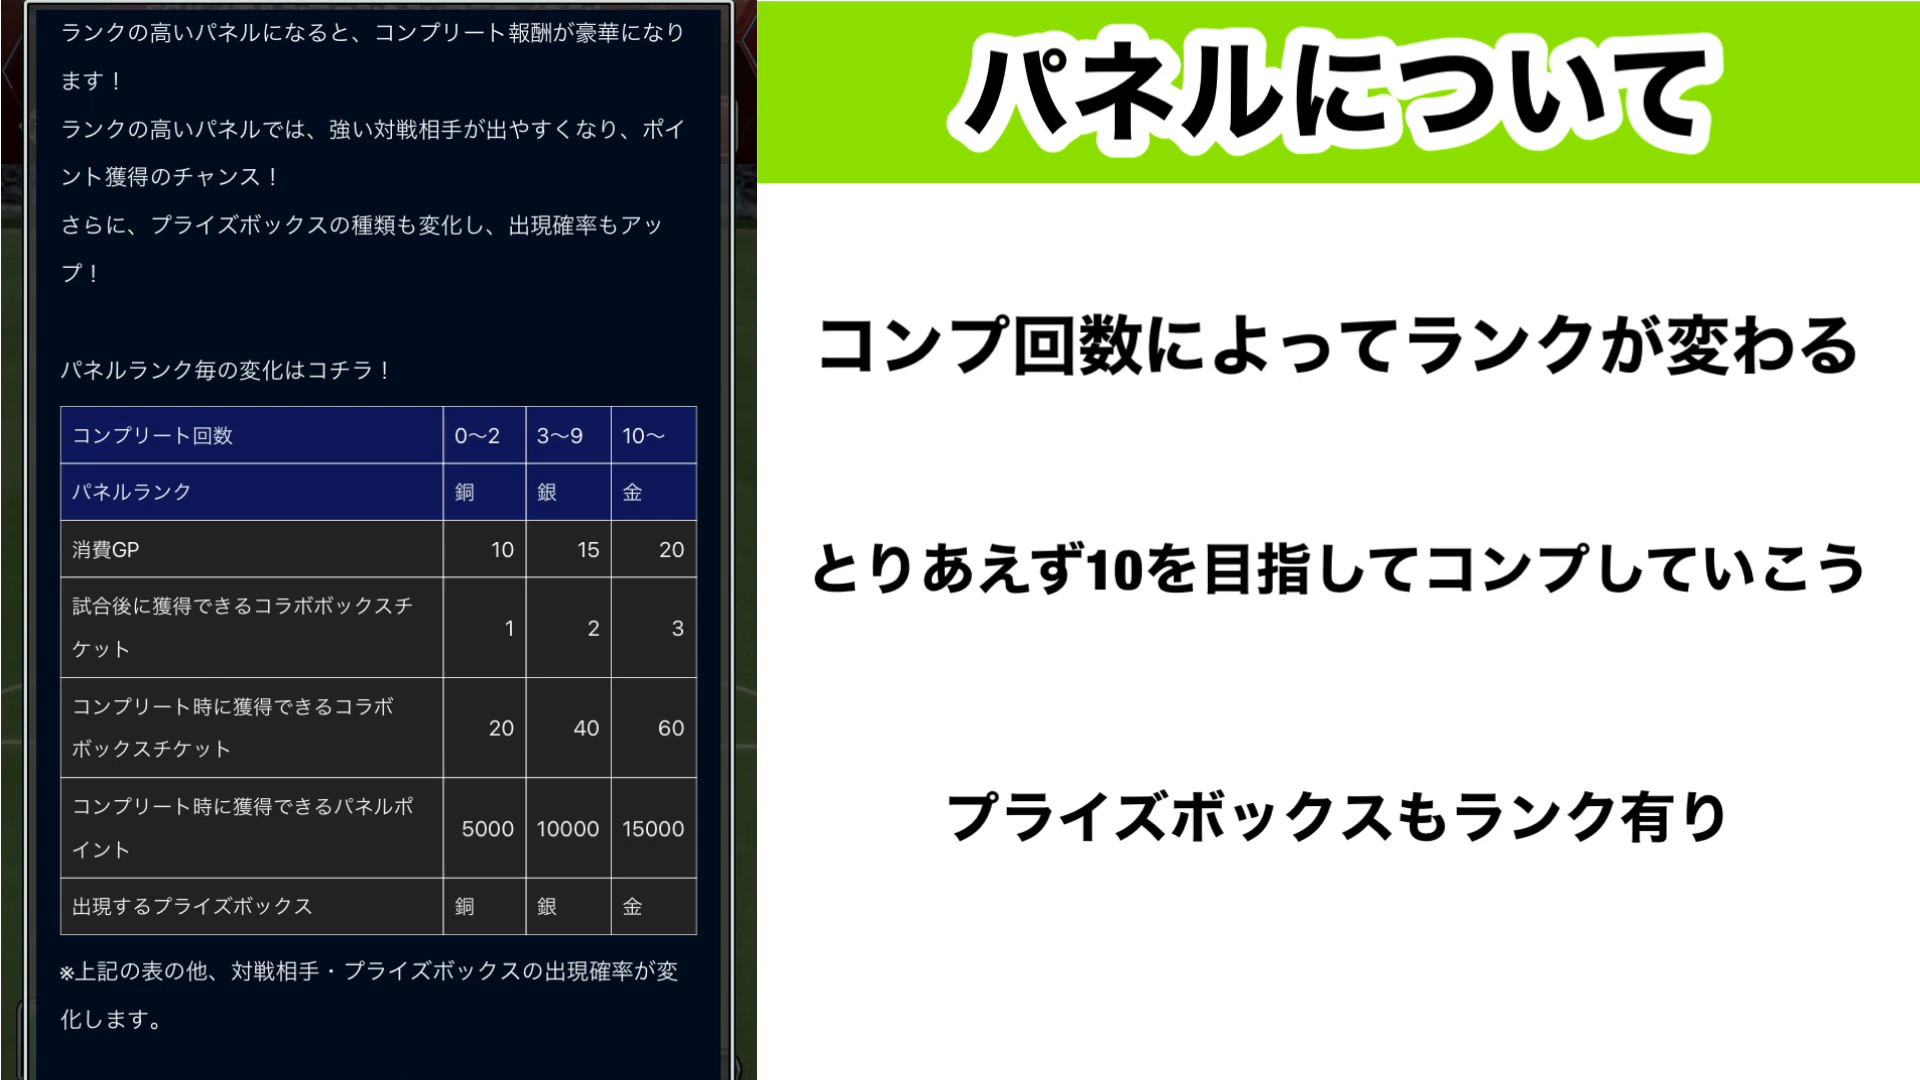 ランクの高いパネルになると、コンプリート報酬が豪華になり
ます！
ランクの高いパネルでは、強い対戦相手が出やすくなり、ポイ
ント獲得のチャンス！
さらに、プライズボックスの種類も変化し、出現確率もアッ
プ！
パネルランク毎の変化はコチラ！
コンプリート回数 0〜2 3〜9 10〜
パネルランク 銅 銀 金
消費GP 10 15 20
試合後に獲得できるコラボボックスチ
ケット 1 2 3
コンプリート時に獲得できるコラボ
ボックスチケット 20 40 60
コンプリート時に獲得できるパネルポ
イント 5000 10000 15000
出現するプライズボックス 銅 銀 金
※上記の表の他、対戦相手・プライズボックスの出現確率が変
化します。
パネルについて
コンプ回数によってランクが変わる
とりあえず10を目指してコンプしていこう
プライズボックスもランク有り